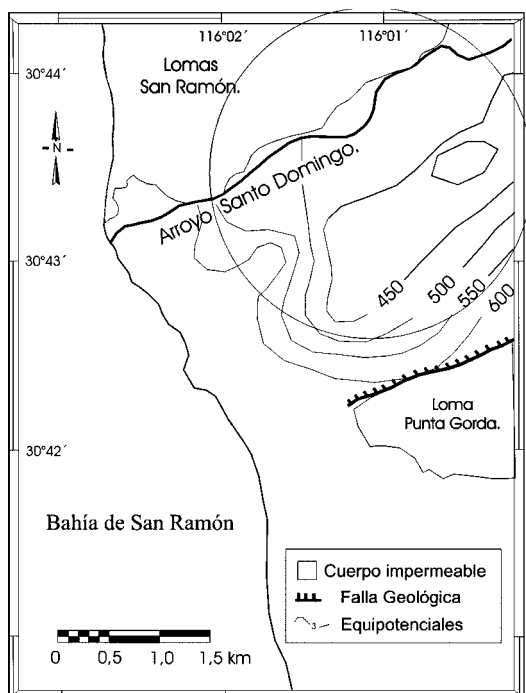 116°02´ 116°01´
30°44´
Lomas
San Ramón.
- N -
Arroyo Santo Domingo.
30°43´
450 500 550 600
Loma
Punta Gorda.
30°42´
Bahía de San Ramón
Cuerpo impermeable
Falla Geológica
3 Equipotenciales
0 0,5 1.0 1,5 km